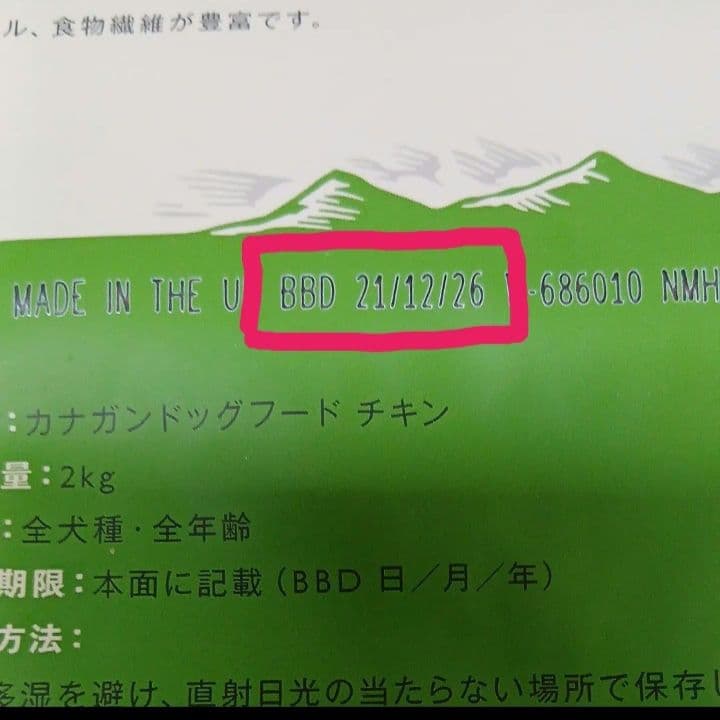 ル、食物繊維が豊富です。
MADE IN THE U BBD 21/12/26 -686010 NMH
：カナガンドッグフード チキン
量：2kg
：全犬種・全年齢
期限：本面に記載（BBD 日／月／年）
方法：
多湿を避け、直射日光の当たらない場所で保存し